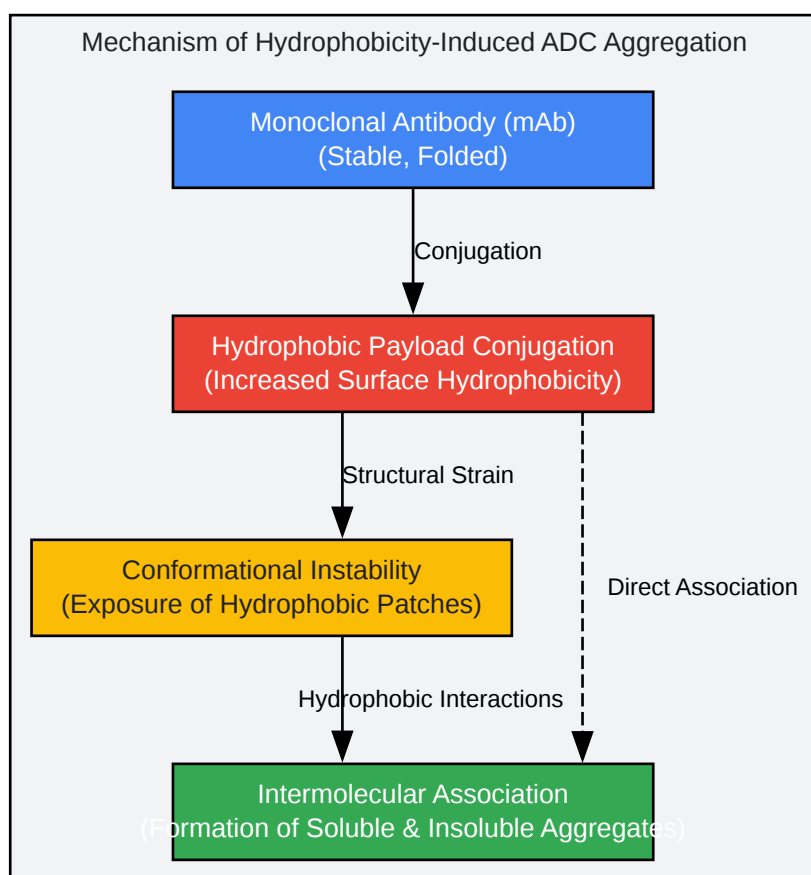 Mechanism of Hydrophobicity-Induced ADC Aggregation
Monoclonal Antibody (mAb)
(Stable, Folded)
Conjugation
Hydrophobic Payload Conjugation
(Increased Surface Hydrophobicity)
Structural Strain
Conformational Instability
(Exposure of Hydrophobic Patches)
Direct Association
Hydrophobic Interactions
Intermolecular Association
(Formation of Soluble & Insoluble Aggregates)